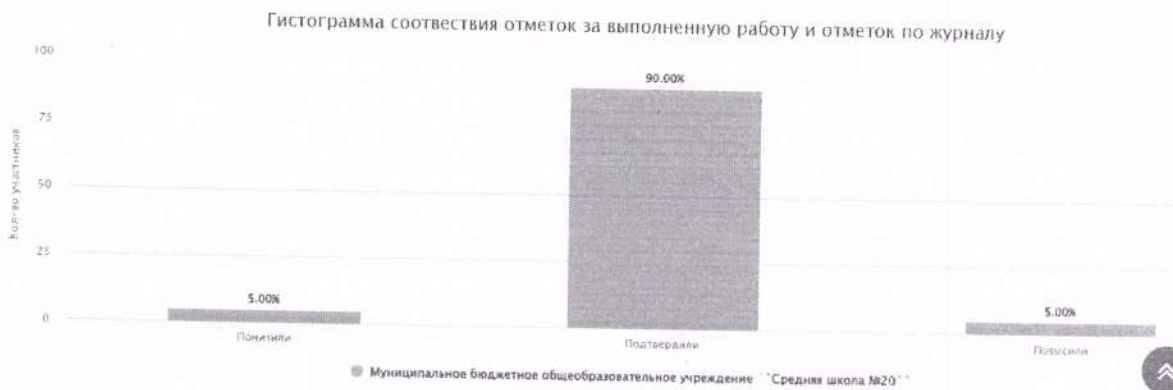 Гистограмма соотвествия отметок за выполненную работу и отметок по журналу
100
75
50
25
0
Кол-во участников
5.00%
90.00%
5.00%
Понизили
Подтвердили
Повысили
Муниципальное бюджетное общеобразовательное учреждение ``Средняя школа №20``